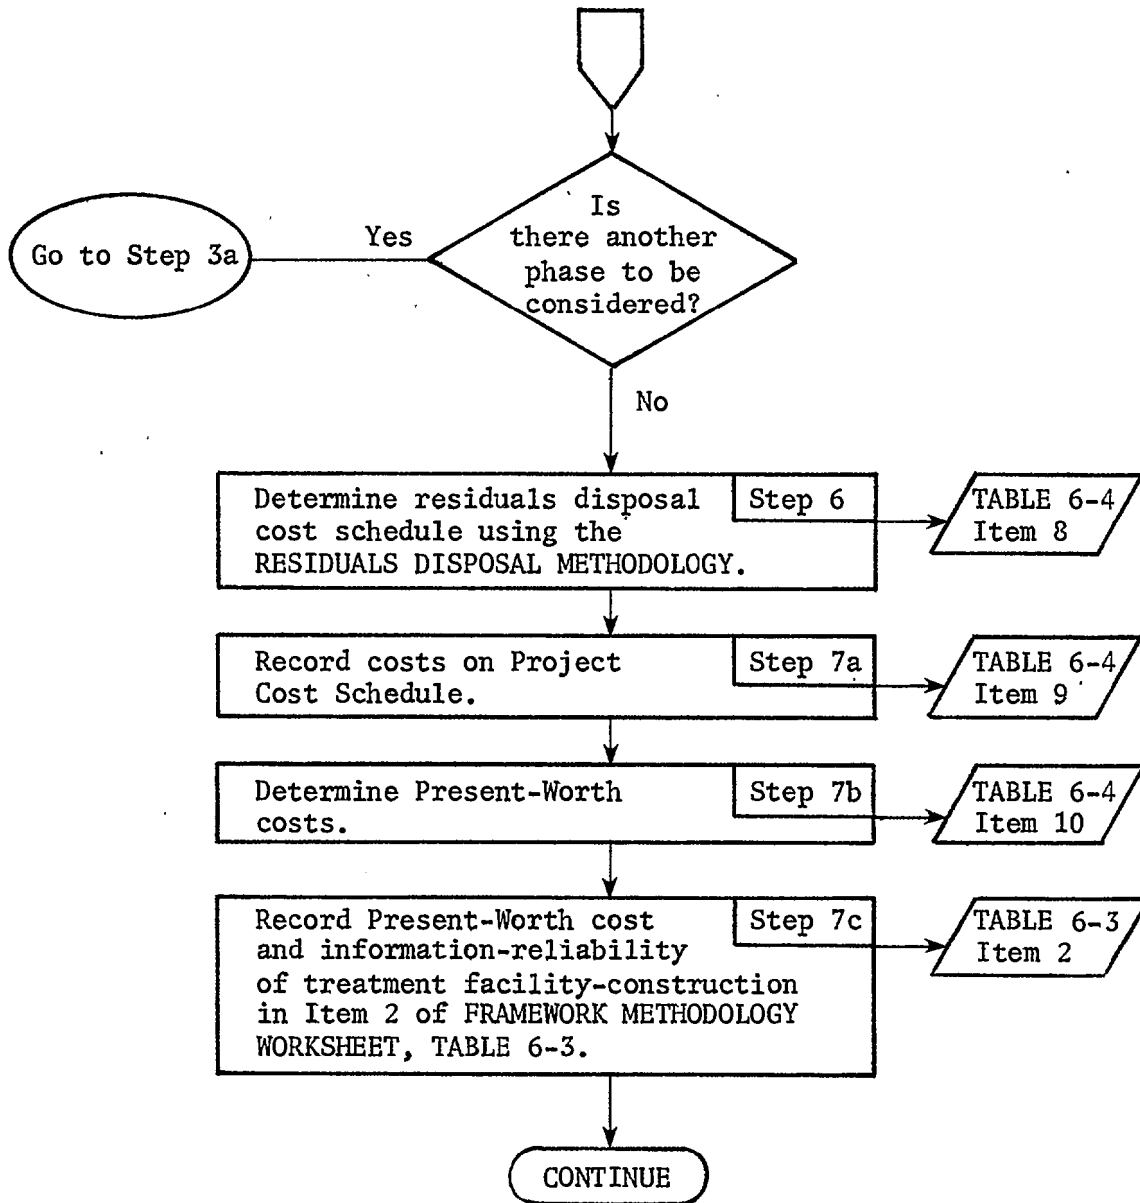 Is
there another
phase to be
considered?
Yes
Go to Step 3a
No
Determine residuals disposal
cost schedule using the
RESIDUALS DISPOSAL METHODOLOGY.
Step 6
TABLE 6-4
Item 8
Record costs on Project
Cost Schedule.
Step 7a
TABLE 6-4
Item 9
Determine Present-Worth
costs.
Step 7b
TABLE 6-4
Item 10
Record Present-Worth cost
and information-reliability
of treatment facility-construction
in Item 2 of FRAMEWORK METHODOLOGY
WORKSHEET, TABLE 6-3.
Step 7c
TABLE 6-3
Item 2
CONTINUE